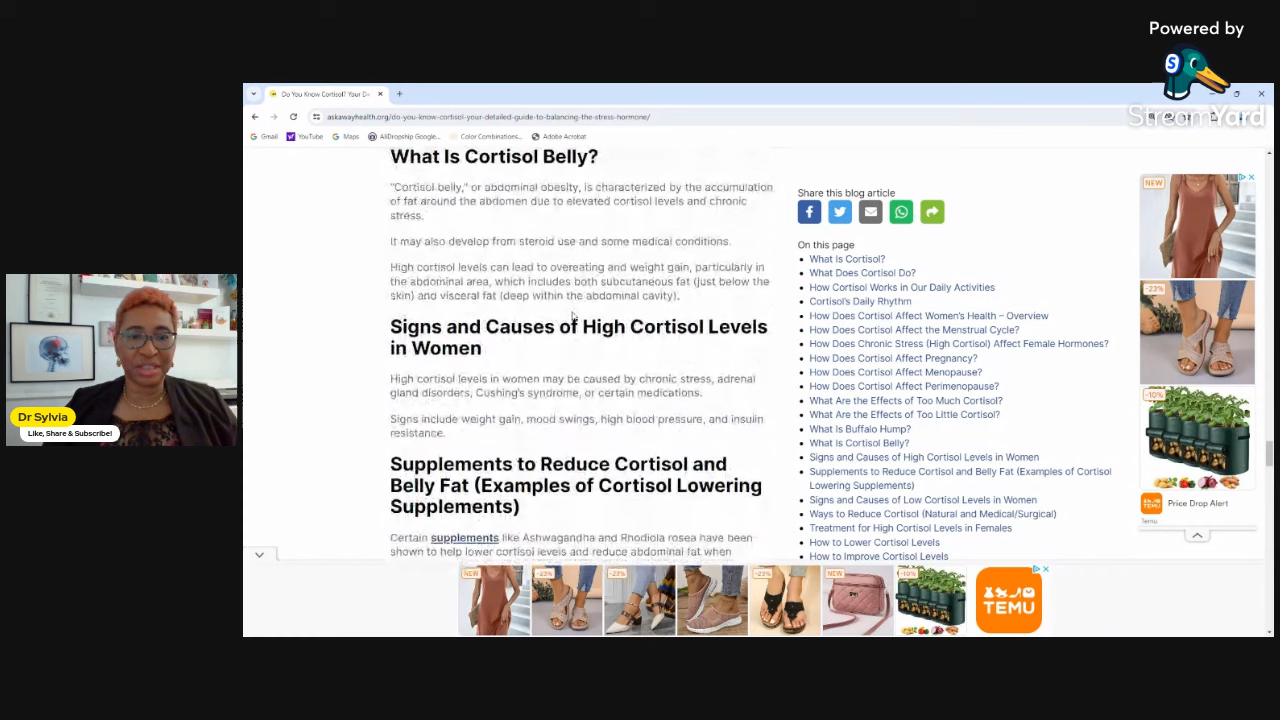 Powered by
S
StreamYard
Do You Know Cortisol? Your D
askawayhealth.org/do-you-know-cortisol-your-detailed-guide-to-balancing-the-stress-hormone/
Gmail YouTube Maps AliDropship Google... Color Combinations... Adobe Acrobat
What Is Cortisol Belly?
"Cortisol belly," or abdominal obesity, is characterized by the accumulation
of fat around the abdomen due to elevated cortisol levels and chronic
stress.
It may also develop from steroid use and some medical conditions.
High cortisol levels can lead to overeating and weight gain, particularly in
the abdominal area, which includes both subcutaneous fat (just below the
skin) and visceral fat (deep within the abdominal cavity).
Signs and Causes of High Cortisol Levels
in Women
High cortisol levels in women may be caused by chronic stress, adrenal
gland disorders, Cushing's syndrome, or certain medications.
Signs include weight gain, mood swings, high blood pressure, and insulin
resistance.
Supplements to Reduce Cortisol and
Belly Fat (Examples of Cortisol Lowering
Supplements)
Certain supplements like Ashwagandha and Rhodiola rosea have been
shown to help lower cortisol levels and reduce abdominal fat when
Share this blog article
On this page
What Is Cortisol?
What Does Cortisol Do?
How Cortisol Works in Our Daily Activities
Cortisol's Daily Rhythm
How Does Cortisol Affect Women's Health – Overview
How Does Cortisol Affect the Menstrual Cycle?
How Does Chronic Stress (High Cortisol) Affect Female Hormones?
How Does Cortisol Affect Pregnancy?
How Does Cortisol Affect Menopause?
How Does Cortisol Affect Perimenopause?
What Are the Effects of Too Much Cortisol?
What Are the Effects of Too Little Cortisol?
What Is Buffalo Hump?
What Is Cortisol Belly?
Signs and Causes of High Cortisol Levels in Women
Supplements to Reduce Cortisol and Belly Fat (Examples of Cortisol
Lowering Supplements)
Signs and Causes of Low Cortisol Levels in Women
Ways to Reduce Cortisol (Natural and Medical/Surgical)
Treatment for High Cortisol Levels in Females
How to Lower Cortisol Levels
How to Improve Cortisol Levels
NEW
-23%
-10%
Price Drop Alert
Temu
Dr Sylvia
Like, Share & Subscribe!
NEW -23% -23% -23% NEW -10%
TEMU